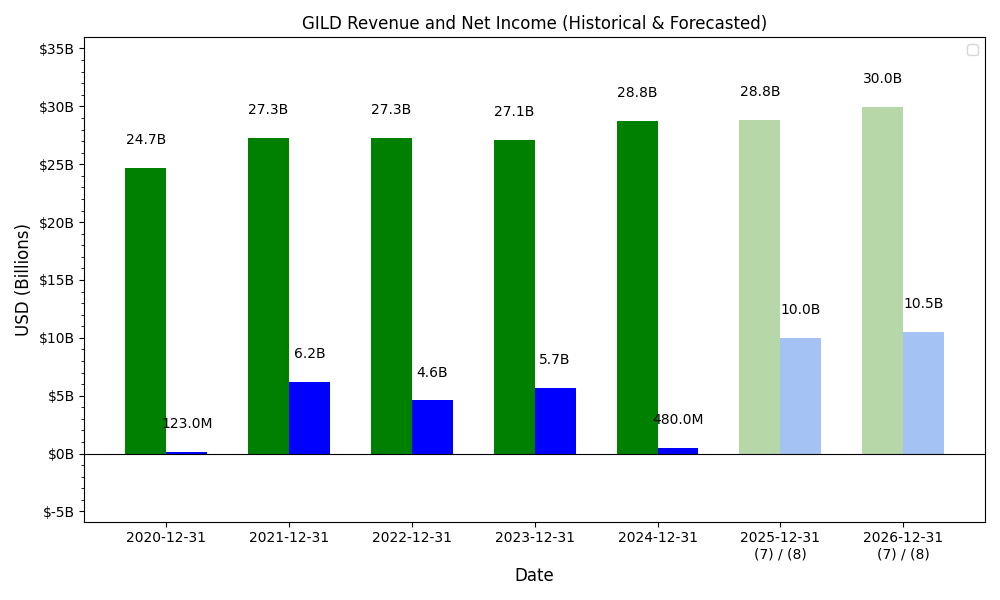 GILD Revenue and Net Income (Historical & Forecasted)
$35B
$30B
$25B
$20B
$15B
$10B
$5B
$0B
$-5B
USD (Billions)
24.7B
123.0M
27.3B
6.2B
27.3B
4.6B
27.1B
5.7B
28.8B
480.0M
28.8B
10.0B
30.0B
10.5B
2020-12-31
2021-12-31
2022-12-31
2023-12-31
2024-12-31
2025-12-31
(7) / (8)
2026-12-31
(7) / (8)
Date